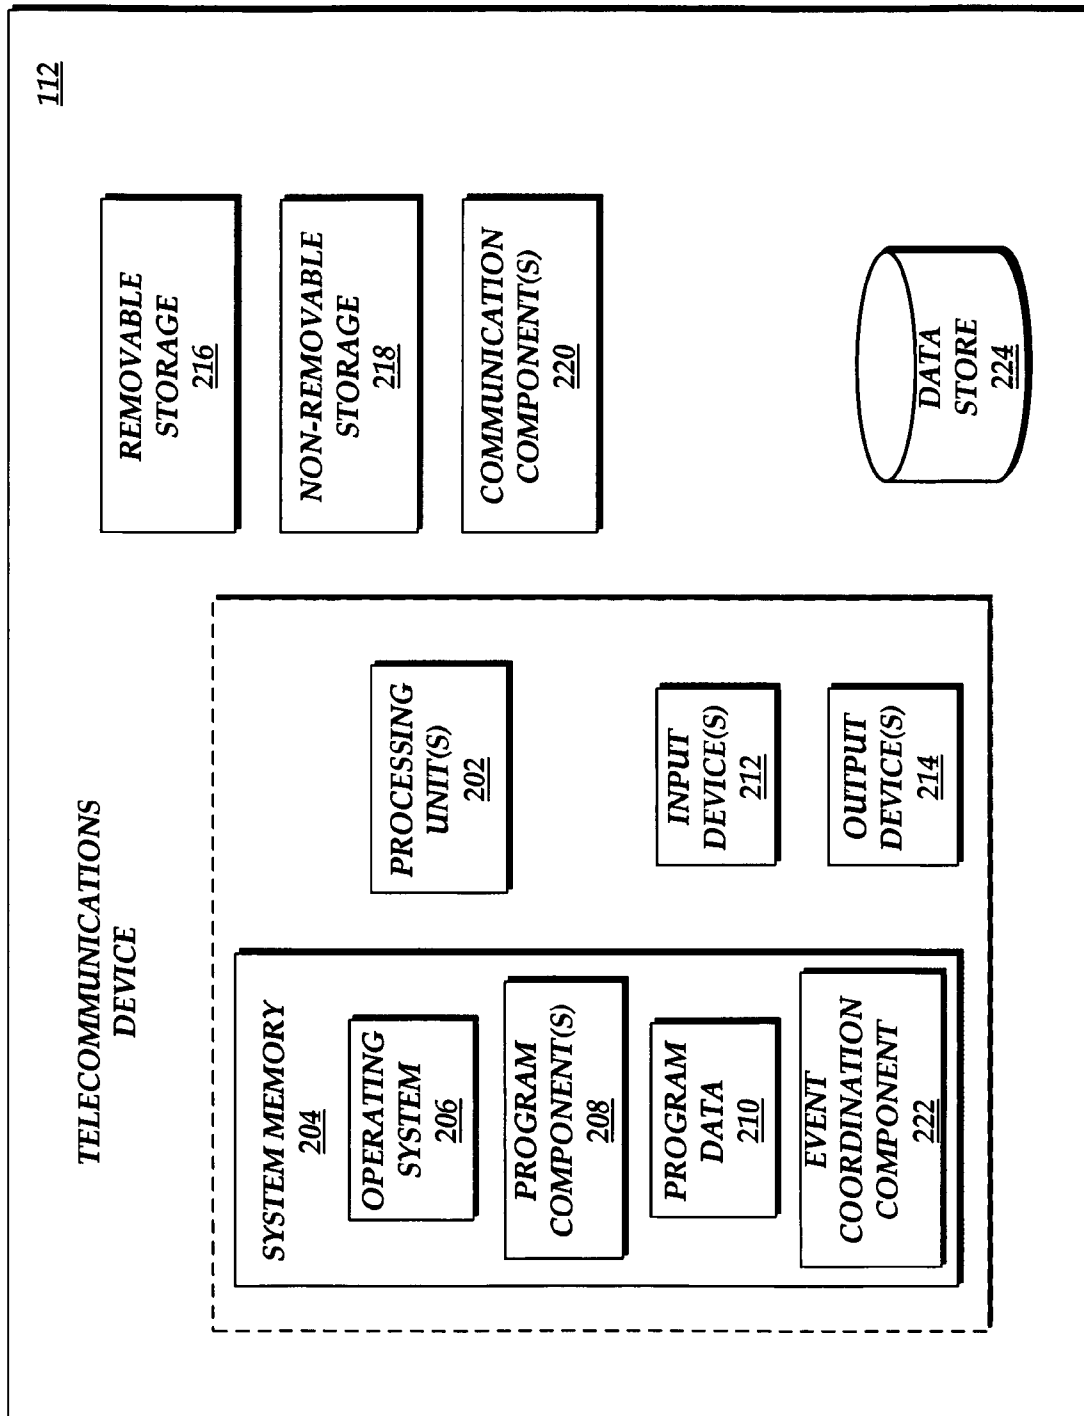 TELECOMMUNICATIONS
DEVICE
112
SYSTEM MEMORY
204
OPERATING
SYSTEM
206
PROGRAM
COMPONENT(S)
208
PROGRAM
DATA
210
EVENT
COORDINATION
COMPONENT
222
PROCESSING
UNIT(S)
202
INPUT
DEVICE(S)
212
OUTPUT
DEVICE(S)
214
REMOVABLE
STORAGE
216
NON-REMOVABLE
STORAGE
218
COMMUNICATION
COMPONENT(S)
220
DATA
STORE
224